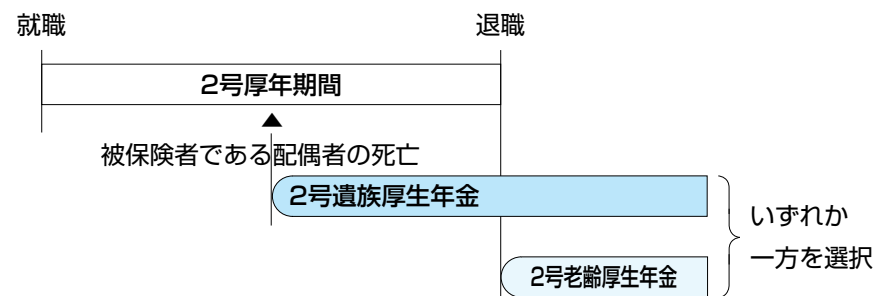 就職
退職
2号厚年期間
被保険者である配偶者の死亡
2号遺族厚生年金
いずれか
一方を選択
2号老齢厚生年金